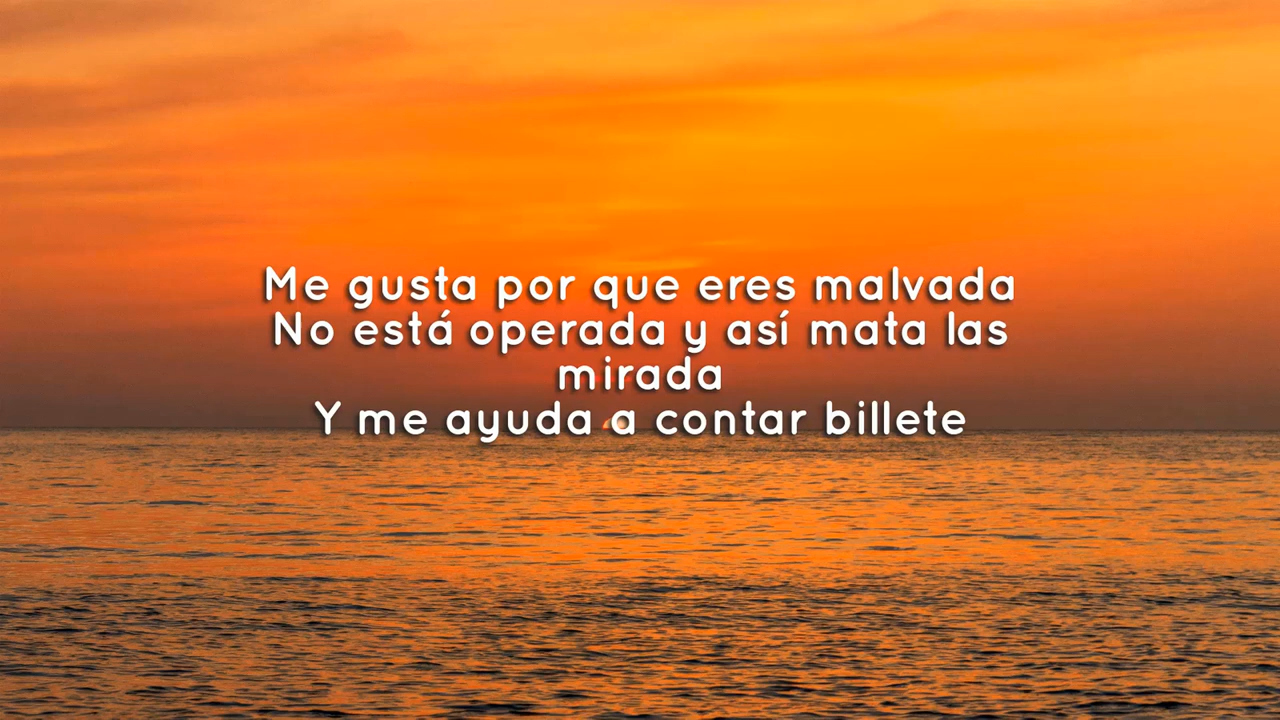 Me gusta por que eres malvada
No está operada y así mata las
mirada
Y me ayuda a contar billete